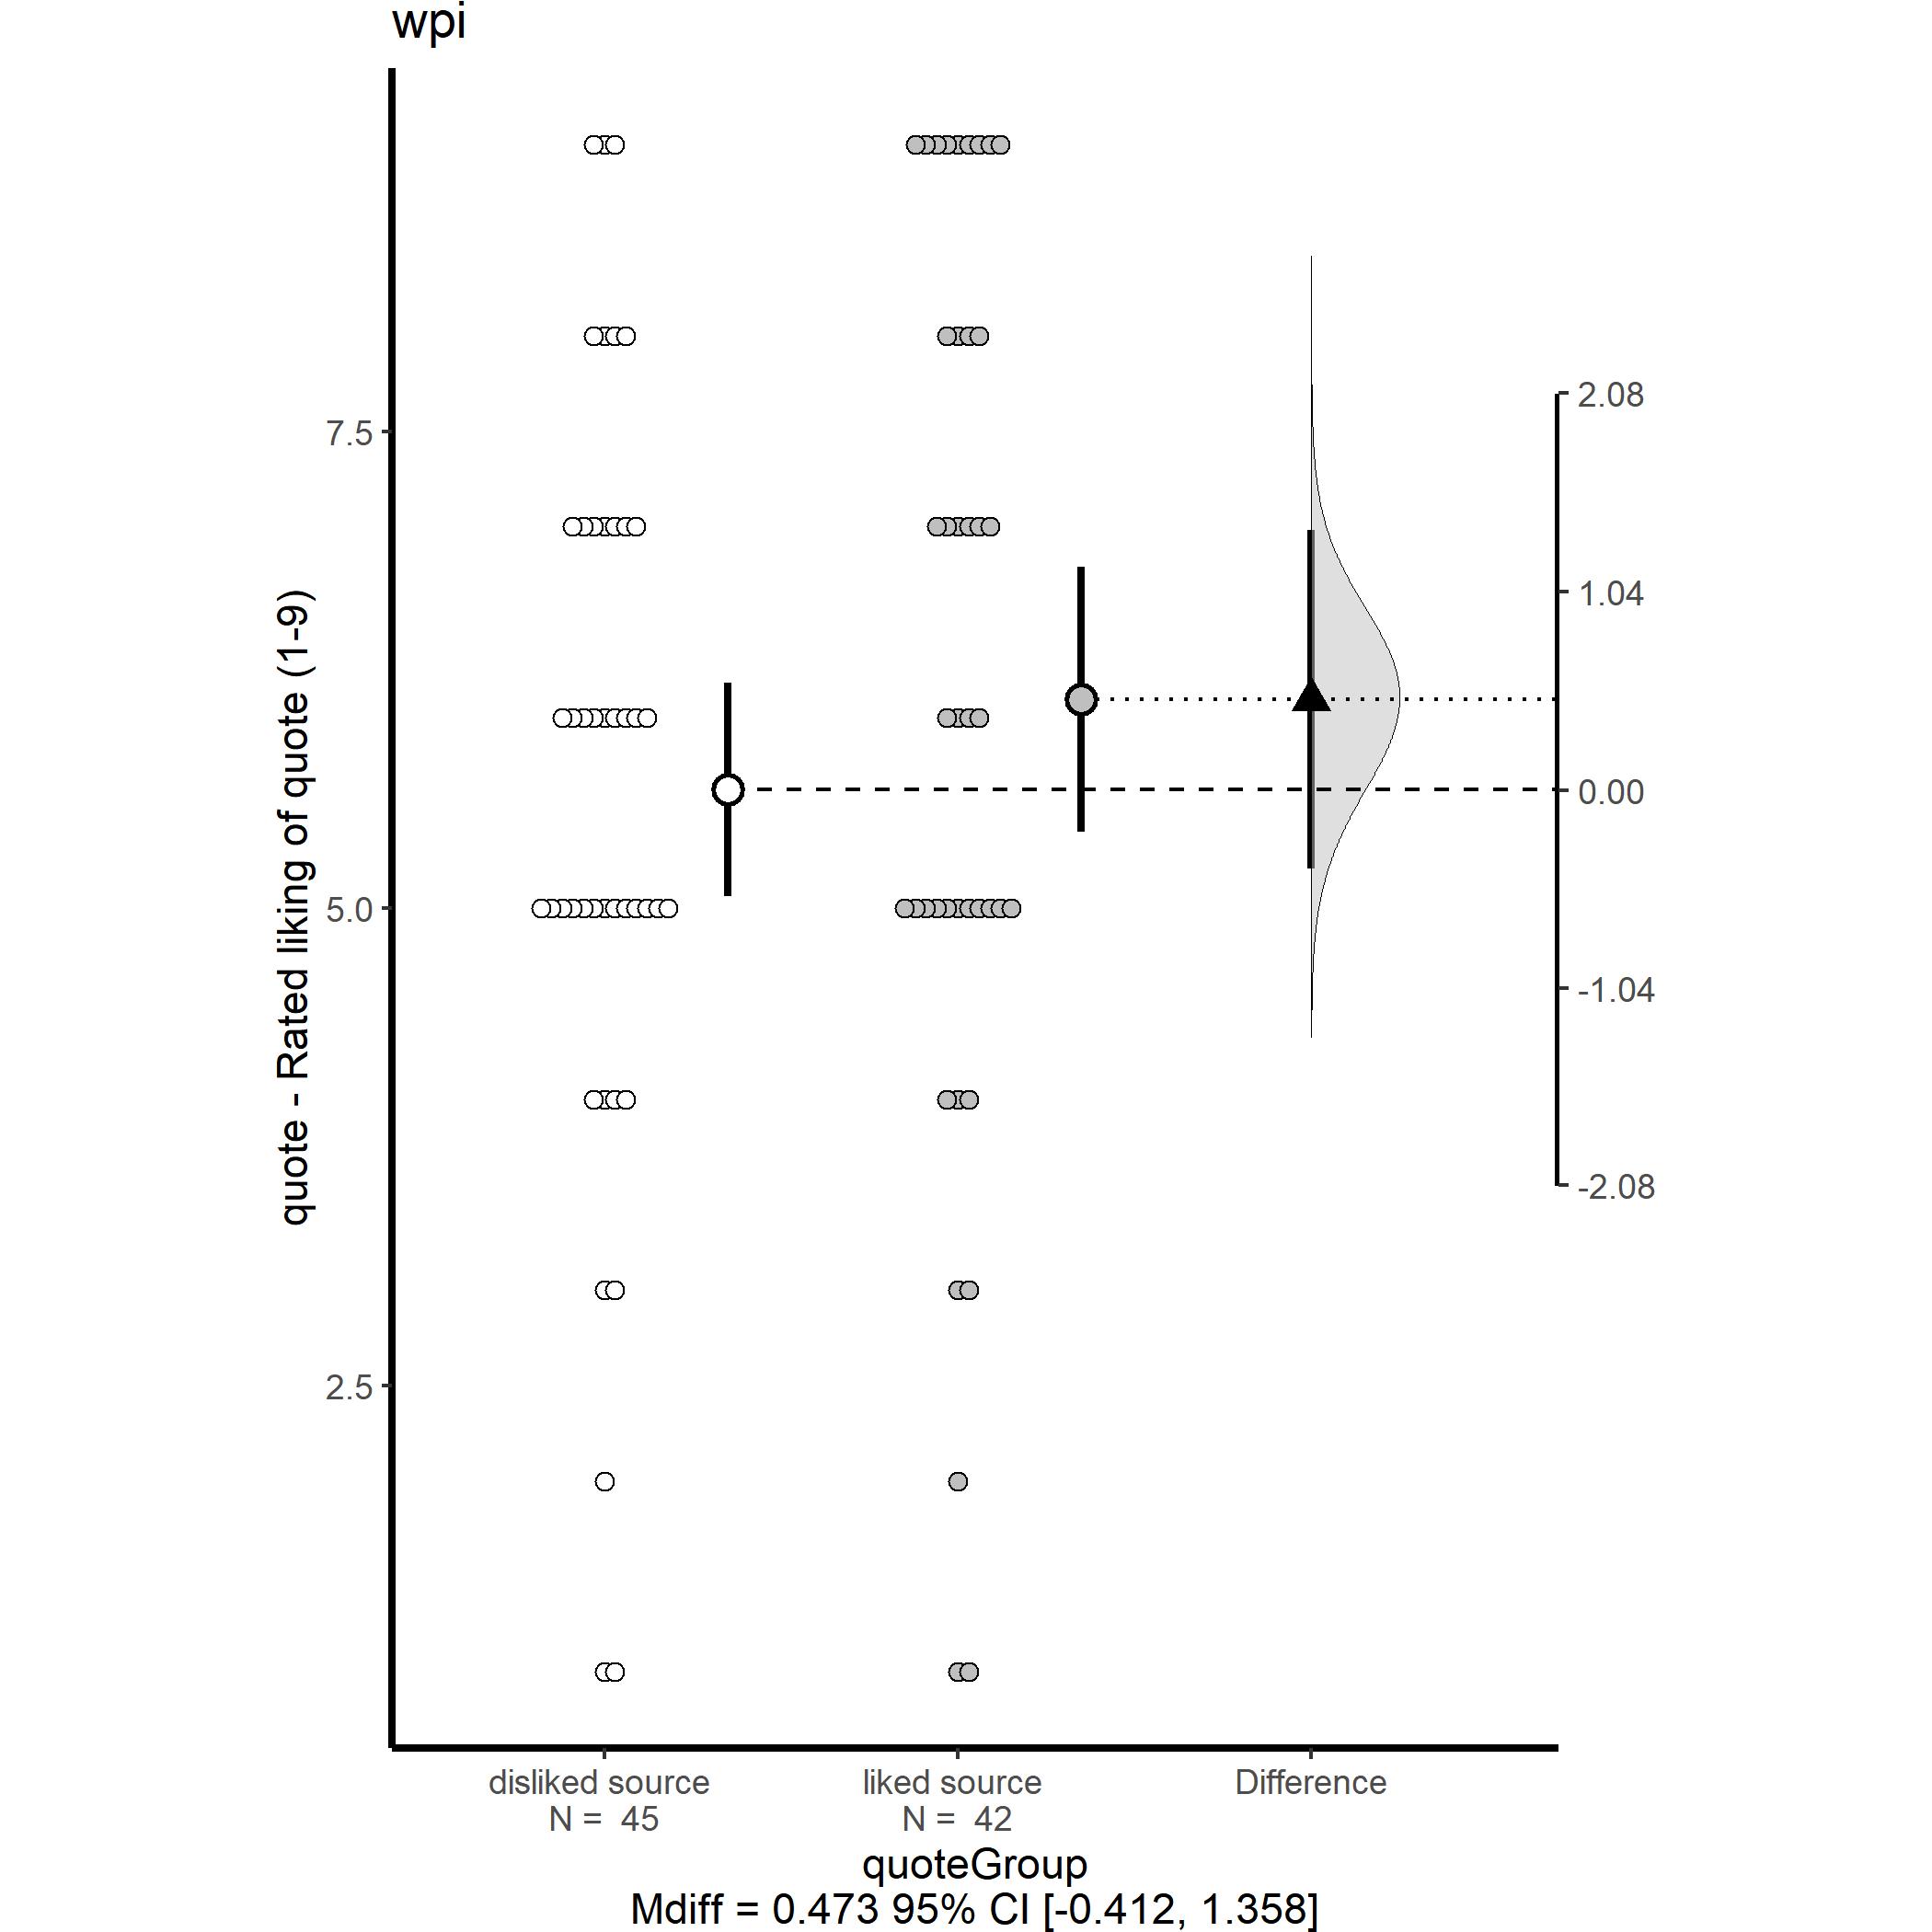 wpi
quote - Rated liking of quote (1-9)
7.5
5.0
2.5
2.08
1.04
0.00
-1.04
-2.08
disliked source
N =  45
liked source
N =  42
Difference
quoteGroup
Mdiff = 0.473 95% CI [-0.412, 1.358]